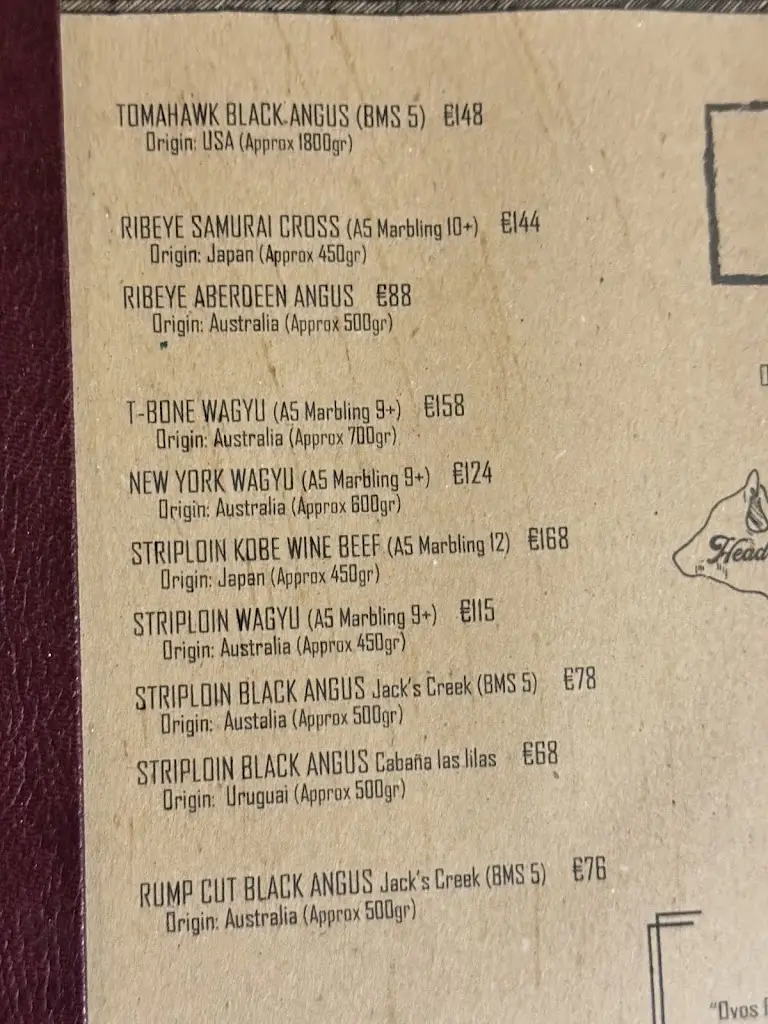 TOMAHAWK BLACK ANGUS (BMS 5) €148
Origin: USA (Approx 1800gr)
RIBEYE SAMURAI CROSS (A5 Marbling 10+) €144
Origin: Japan (Approx 450gr)
RIBEYE ABERDEEN ANGUS €88
Origin: Australia (Approx 500gr)
T-BONE WAGYU (A5 Marbling 9+) €158
Origin: Australia (Approx 700gr)
NEW YORK WAGYU (A5 Marbling 9+) €124
Origin: Australia (Approx 600gr)
STRIPLOIN KOBE WINE BEEF (A5 Marbling 12) €168
Origin: Japan (Approx 450gr)
STRIPLOIN WAGYU (A5 Marbling 9+) €115
Origin: Australia (Approx 450gr)
STRIPLOIN BLACK ANGUS Jack's Creek (BMS 5) €78
Origin: Austalia (Approx 500gr)
STRIPLOIN BLACK ANGUS Cabaña las lilas €68
Origin: Uruguai (Approx 500gr)
RUMP CUT BLACK ANGUS Jack's Creek (BMS 5) €76
Origin: Australia (Approx 500gr)
Head
"Ovos